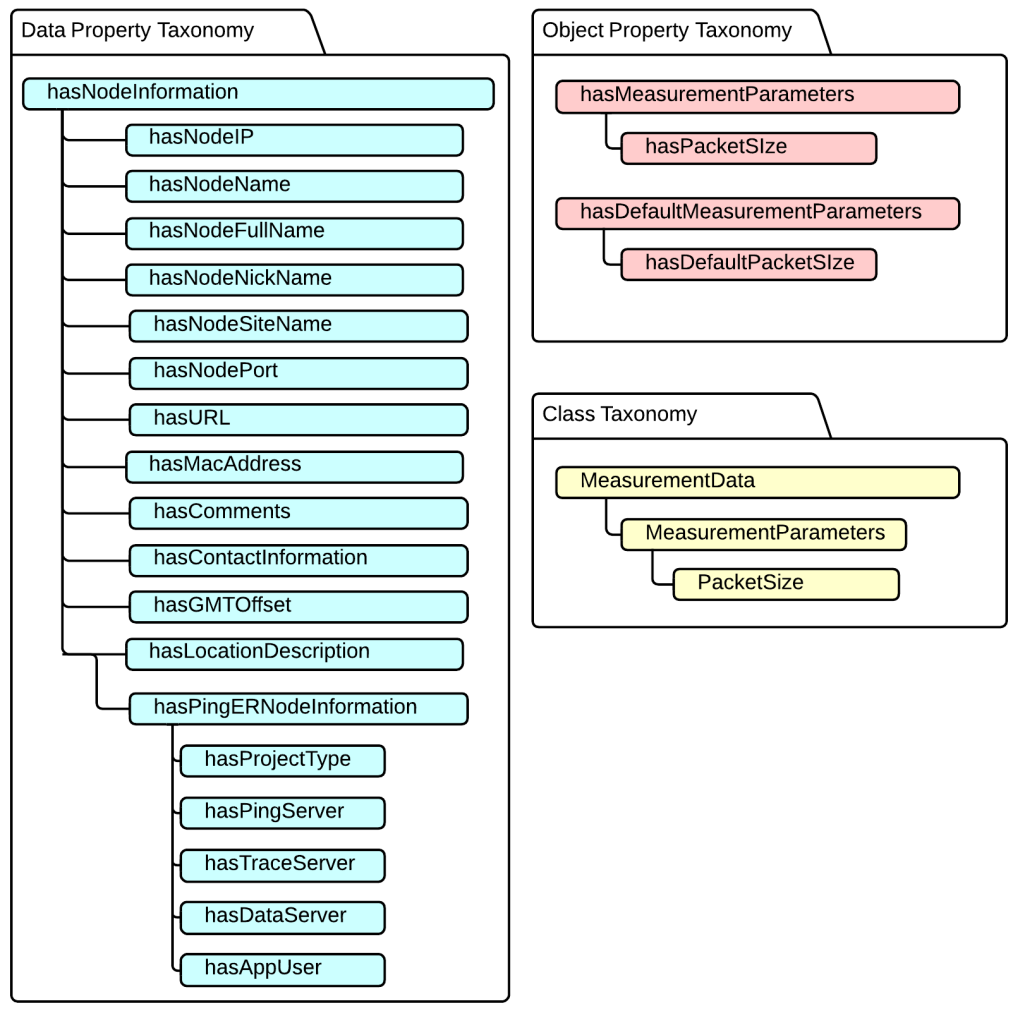 Data Property Taxonomy
hasNodeInformation
hasNodeIP
hasNodeName
hasNodeFullName
hasNodeNickName
hasNodeSiteName
hasNodePort
hasURL
hasMacAddress
hasComments
hasContactInformation
hasGMTOffset
hasLocationDescription
hasPingERNodeInformation
hasProjectType
hasPingServer
hasTraceServer
hasDataServer
hasAppUser
Object Property Taxonomy
hasMeasurementParameters
hasPacketSIze
hasDefaultMeasurementParameters
hasDefaultPacketSIze
Class Taxonomy
MeasurementData
MeasurementParameters
PacketSize